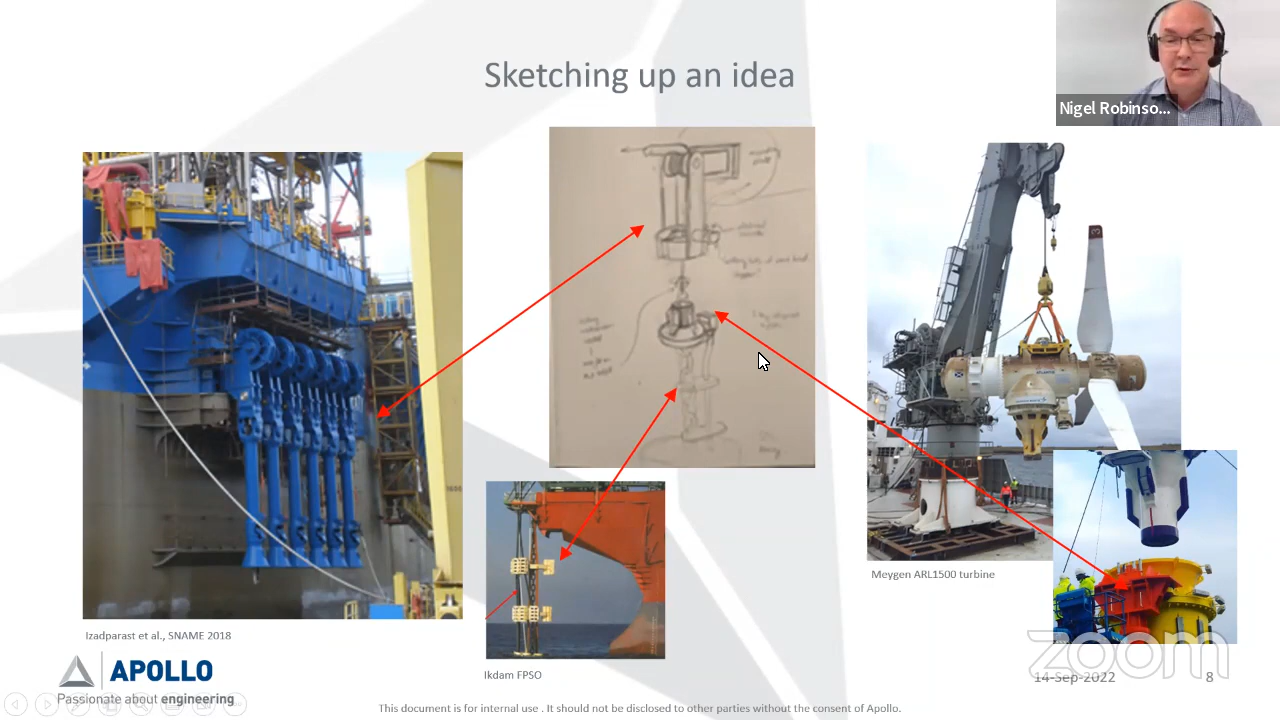 Sketching up an idea
Nigel Robinso...
3
Izadparast et al., SNAME 2018
Ikdam FPSO
Meygen ARL1500 turbine
APOLLO
Passionate about engineering
zoom
14-Sep-2022
8
This document is for internal use . It should not be disclosed to other parties without the consent of Apollo.